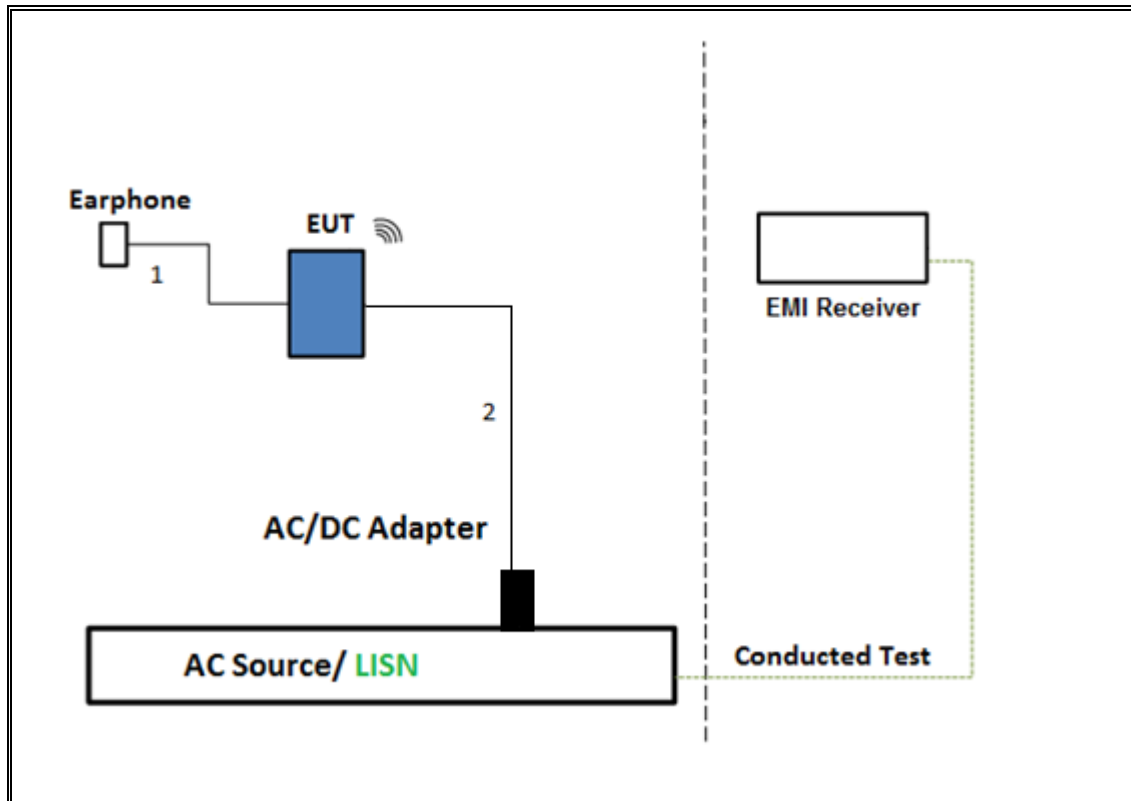 Earphone
EUT
1
EMI Receiver
2
AC/DC Adapter
AC Source/ LISN
Conducted Test